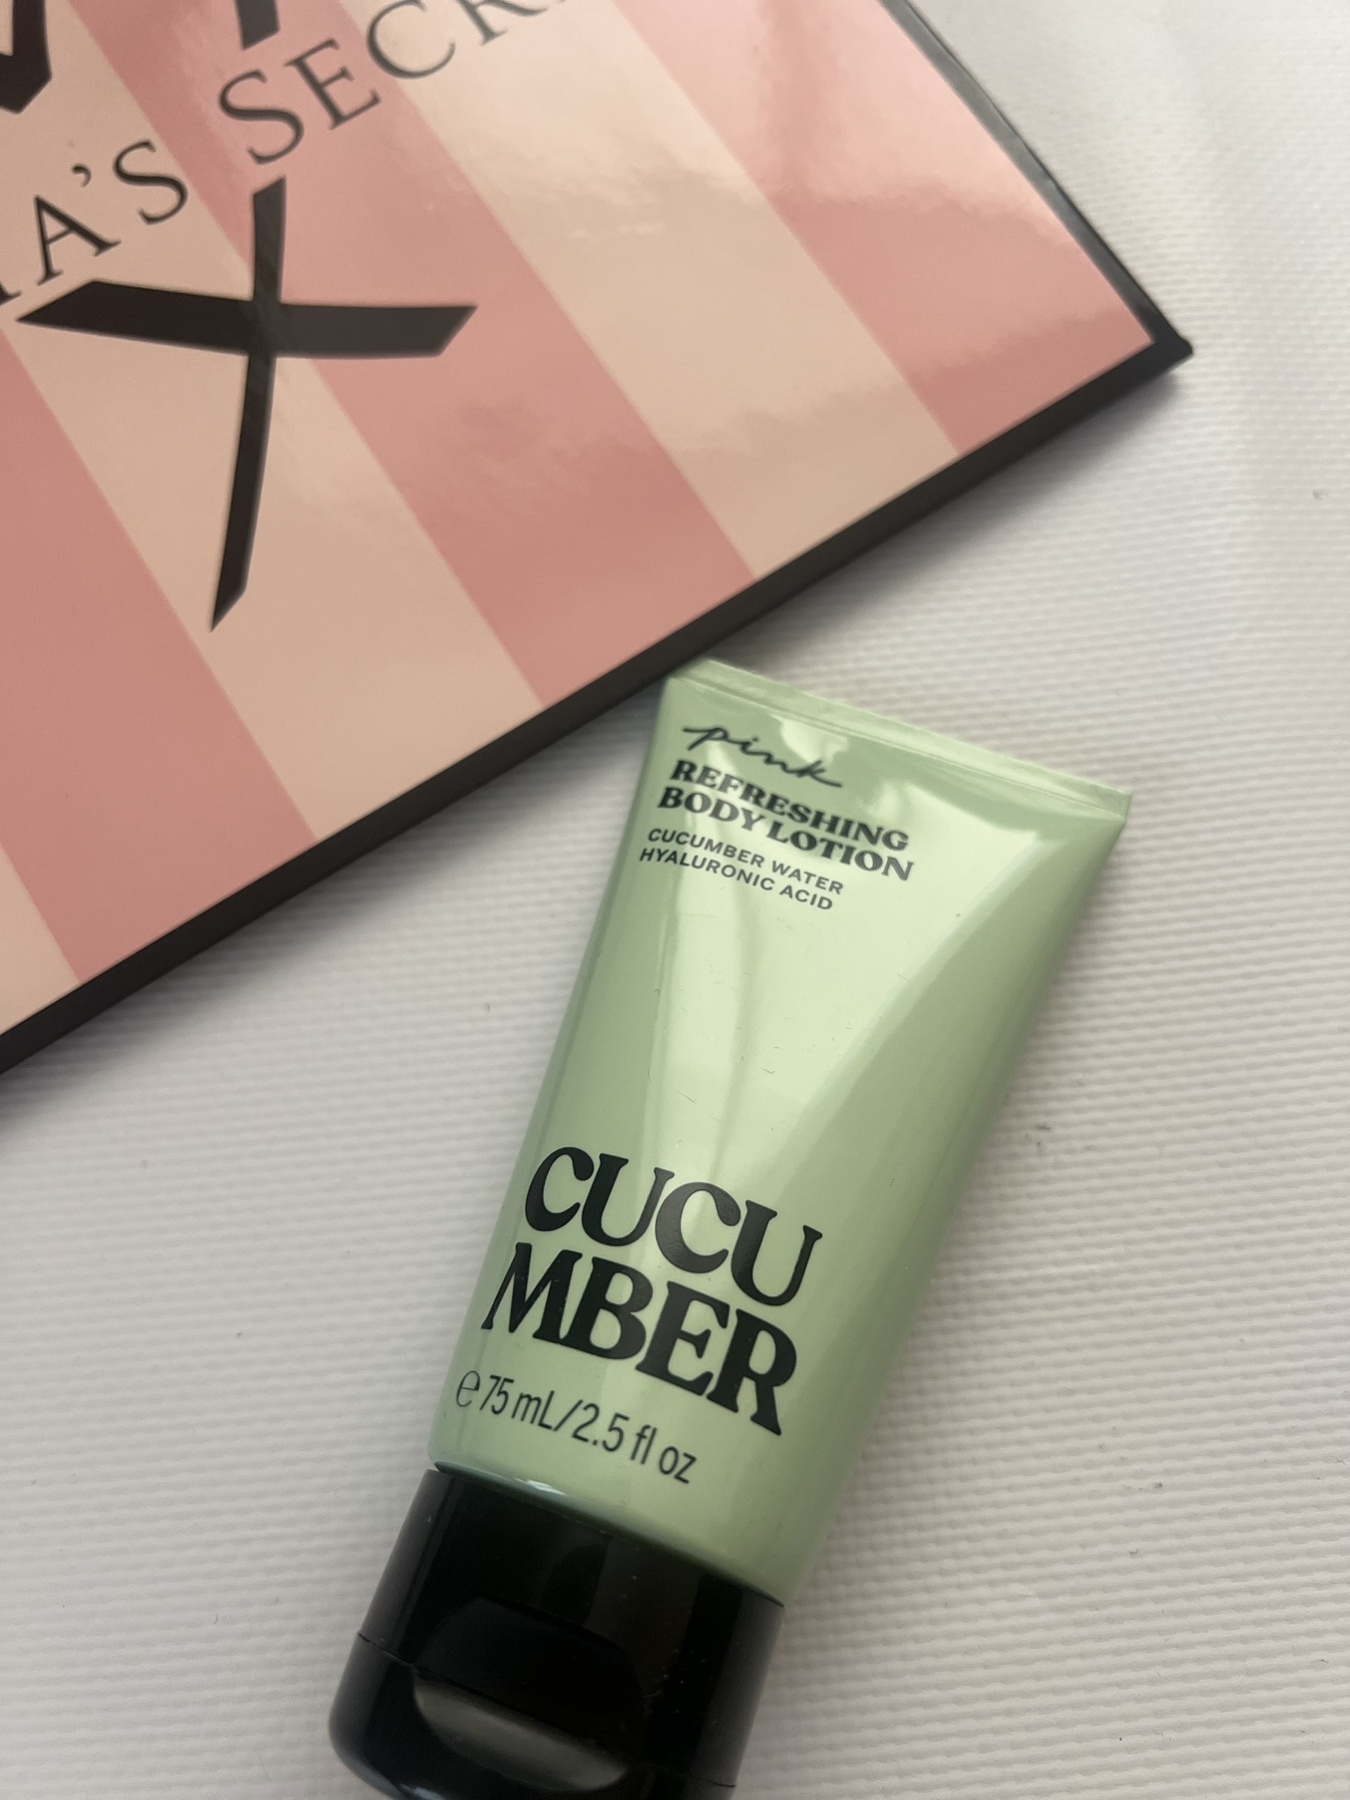 SECR
A'S
X
pink
REFRESHING
BODY LOTION
CUCUMBER WATER
HYALURONIC ACID
CUCU
MBER
℮ 75 mL/2.5 fl oz